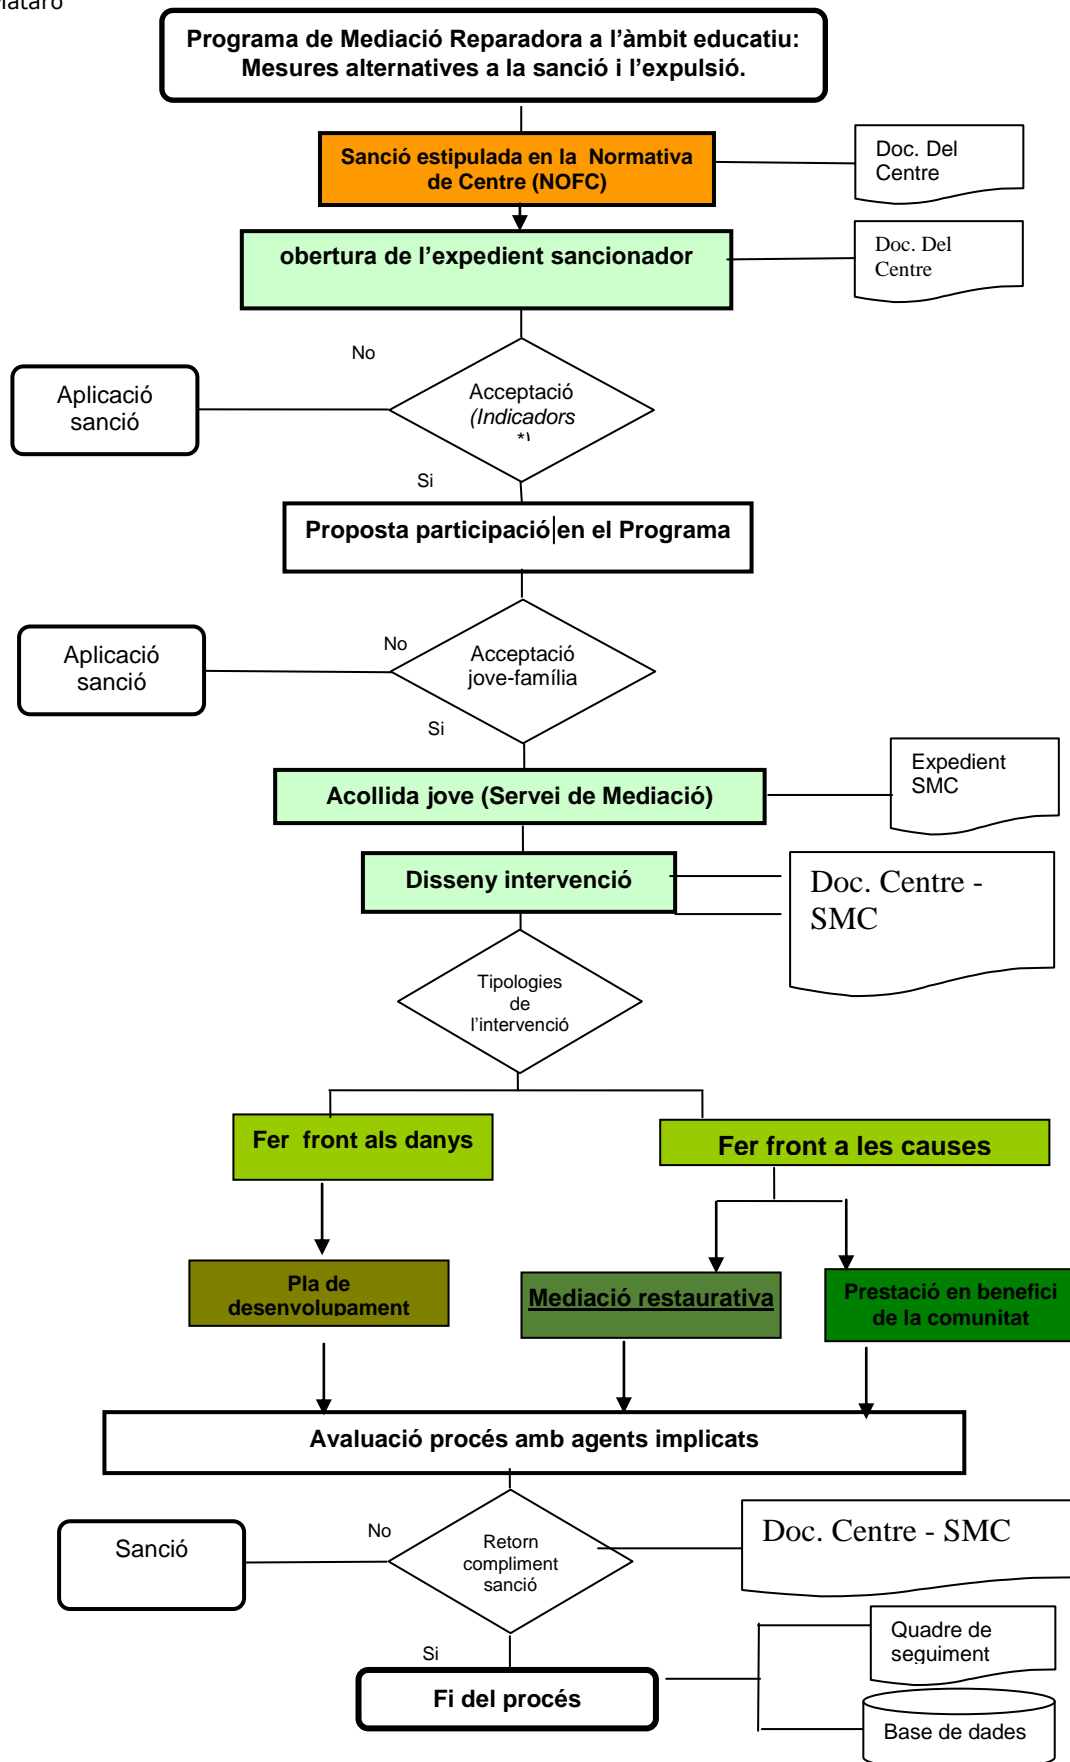 Mataró
Programa de Mediació Reparadora a l'àmbit educatiu:
Mesures alternatives a la sanció i l'expulsió.
Sanció estipulada en la Normativa
de Centre (NOFC)
Doc. Del
Centre
obertura de l'expedient sancionador
Doc. Del
Centre
No
Aplicació
sanció
Acceptació
(Indicadors
Si
Proposta participació en el Programa
No
Aplicació
sanció
Acceptació
jove-família
Si
Acollida jove (Servei de Mediació)
Expedient
SMC
Disseny intervenció
Doc. Centre -
SMC
Tipologies
de
l'intervenció
Fer front als danys
Fer front a les causes
Pla de
desenvolupament
Mediació restaurativa
Prestació en benefici
de la comunitat
Avaluació procés amb agents implicats
No
Sanció
Retorn
compliment
sanció
Doc. Centre - SMC
Si
Fi del procés
Quadre de
seguiment
Base de dades